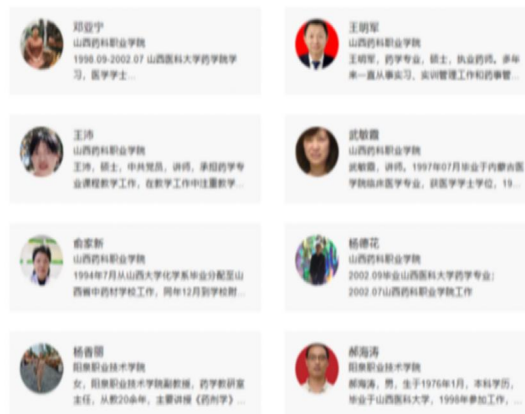 邓亚宁
山西药科职业学院
1998.09-2002.07 山西医科大学药学院学
习，医学学士...
王明军
山西药科职业学院
王明军，药学专业，硕士，执业药师。多年
来一直从事实习、实训管理工作和药事管...
王沛
山西药科职业学院
王沛，硕士，中共党员，讲师，承担药学专
业课程教学工作，在教学工作中注重教学...
武敏霞
山西药科职业学院
武敏霞，讲师。1997年07月毕业于内蒙古医
学院临床医学专业，获医学学士学位，19...
俞家新
山西药科职业学院
1994年7月从山西大学化学系毕业分配至山
西省中药材学校工作，同年12月到学校附...
杨德花
山西药科职业学院
2002.09毕业山西医科大学药学专业；
2002.07山西药科职业学院工作
杨香丽
阳泉职业技术学院
女，阳泉职业技术学院副教授，药学教研室
主任，从教20余年，主要讲授《药剂学》...
郝海涛
阳泉职业技术学院
郝海涛，男，生于1976年1月，本科学历，
毕业于山西医科大学，1998年参加工作，...